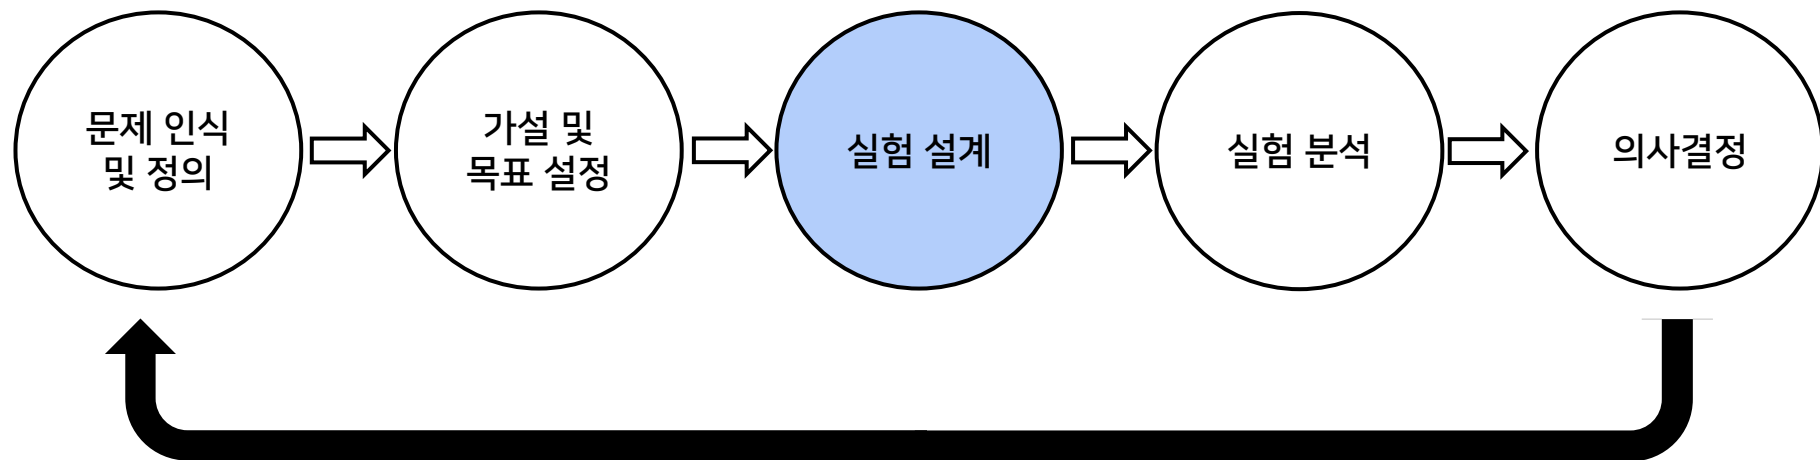 문제 인식
및 정의
가설 및
목표 설정
실험 설계
실험 분석
의사결정